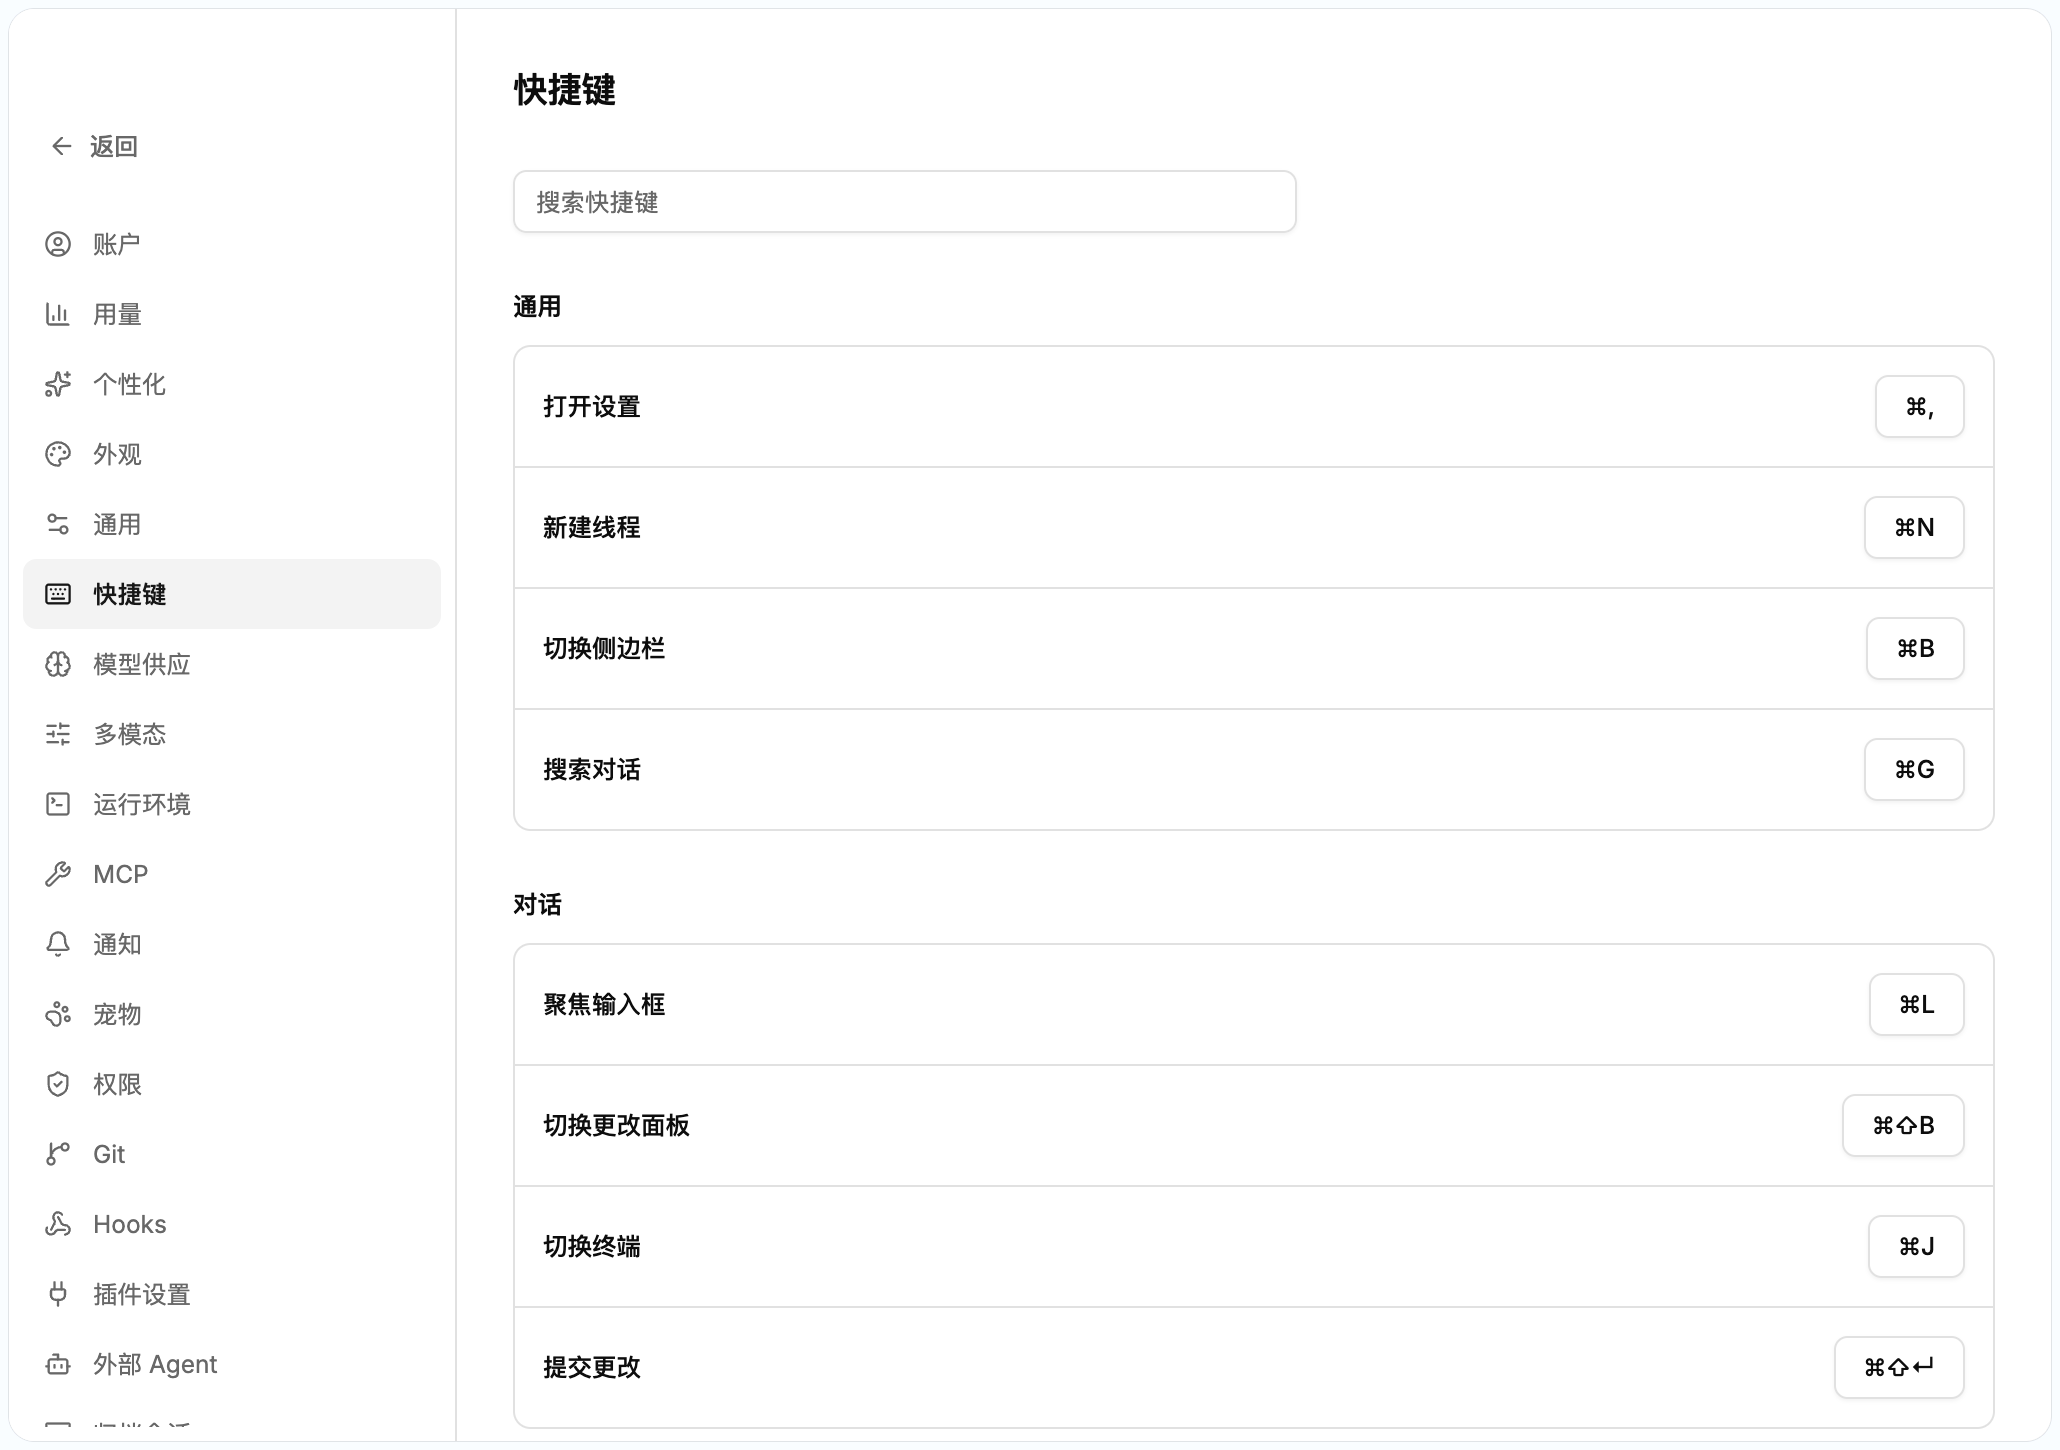 返回
账户
用量
个性化
外观
通用
快捷键
模型供应
多模态
运行环境
MCP
通知
宠物
权限
Git
Hooks
插件设置
外部 Agent
快捷键
搜索快捷键
通用
打开设置 ⌘,
新建线程 ⌘N
切换侧边栏 ⌘B
搜索对话 ⌘G
对话
聚焦输入框 ⌘L
切换更改面板 ⌘⇧B
切换终端 ⌘J
提交更改 ⌘⇧↵